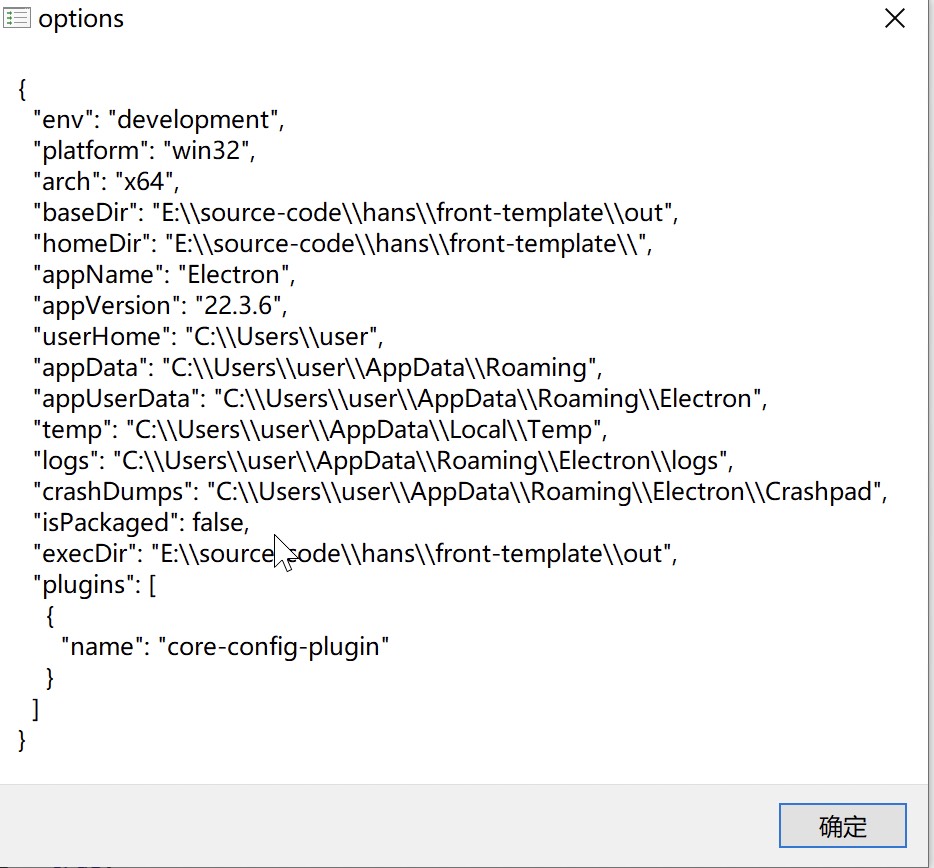 options
{
"env": "development",
"platform": "win32",
"arch": "x64",
"baseDir": "E:\\source-code\\hans\\front-template\\out",
"homeDir": "E:\\source-code\\hans\\front-template\\",
"appName": "Electron",
"appVersion": "22.3.6",
"userHome": "C:\\Users\\user",
"appData": "C:\\Users\\user\\AppData\\Roaming",
"appUserData": "C:\\Users\\user\\AppData\\Roaming\\Electron",
"temp": "C:\\Users\\user\\AppData\\Local\\Temp",
"logs": "C:\\Users\\user\\AppData\\Roaming\\Electron\\logs",
"crashDumps": "C:\\Users\\user\\AppData\\Roaming\\Electron\\Crashpad",
"isPackaged": false,
"execDir": "E:\\source-code\\hans\\front-template\\out",
"plugins": [
{
"name": "core-config-plugin"
}
]
}
确定